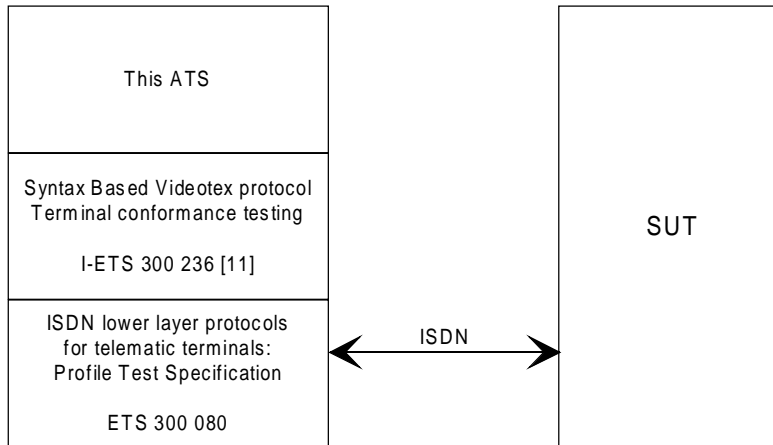 This ATS
Syntax Based Videotex protocol
Terminal conformance testing
I-ETS 300 236 [11]
ISDN lower layer protocols
for telematic terminals:
Profile Test Specification
ETS 300 080
ISDN
SUT